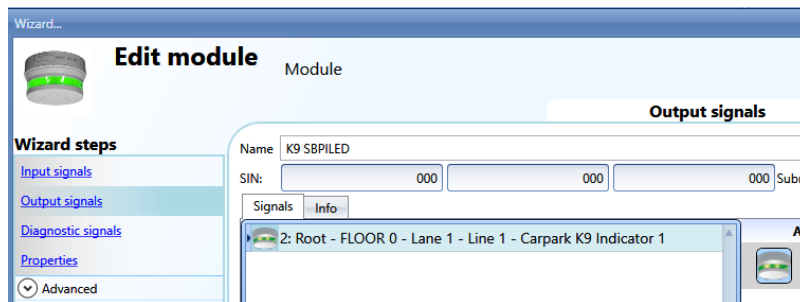 Wizard...
Edit module
Module
Output signals
Wizard steps
Input signals
Output signals
Diagnostic signals
Properties
Advanced
Name K9 SBPILED
SIN: 000 000 000
Signals Info
2: Root - FLOOR 0 - Lane 1 - Line 1 - Carpark K9 Indicator 1